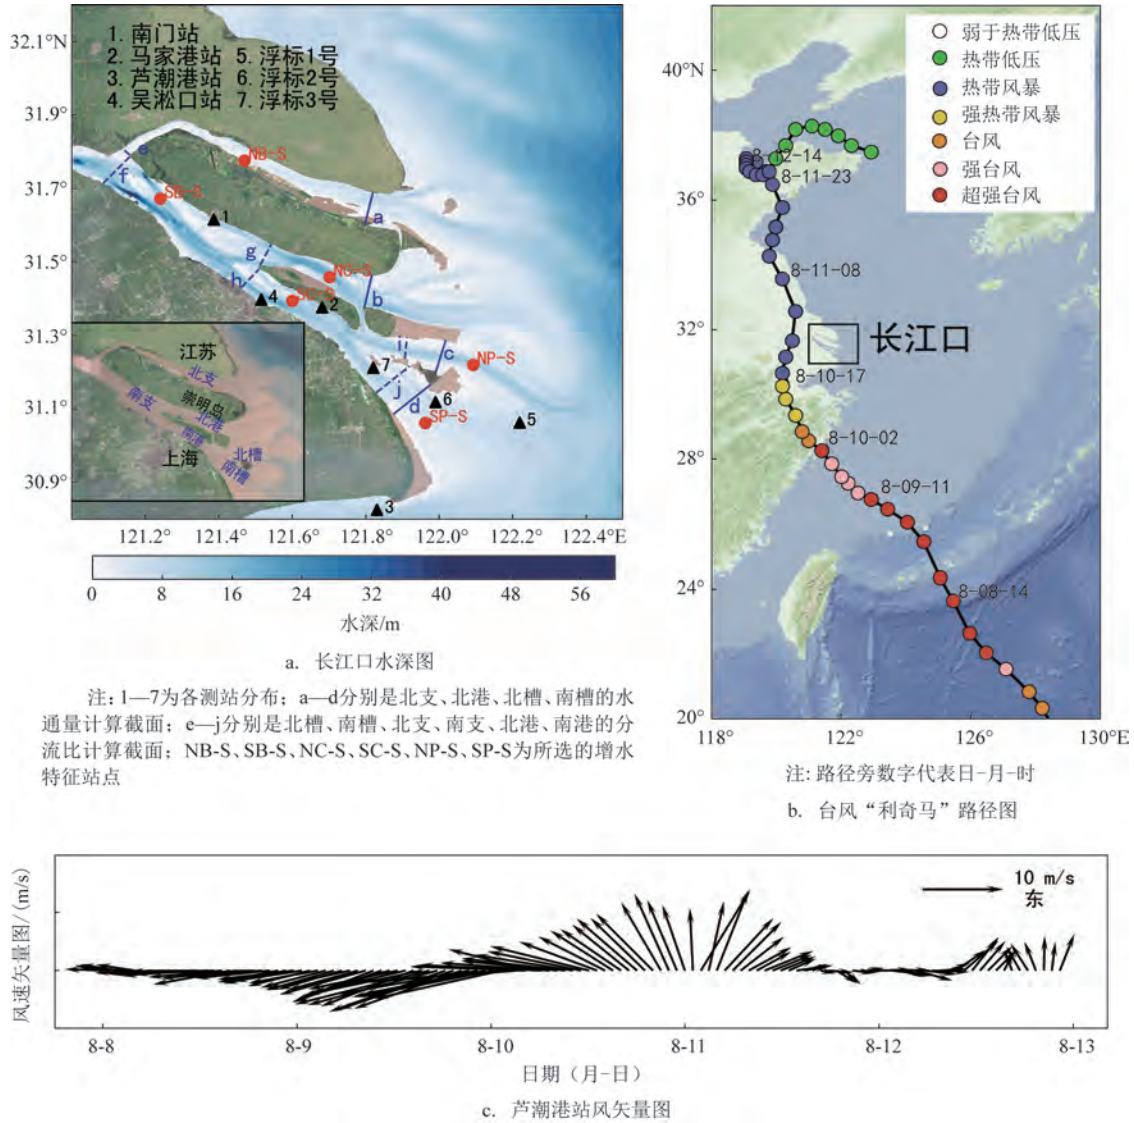 32.1°N
31.9°
31.7°
31.5°
31.3°
31.1°
30.9°
1. 南门站
2. 马家港站 5. 浮标1号
3. 芦潮港站 6. 浮标2号
4. 吴淞口站 7. 浮标3号
e
NB-S
f
SB-S
1
a
g
h
NC-S
4
SC-S
2
b
i
c
7
NP-S
j
6
d
SP-S
5
3
江苏
北支
南支
崇明岛
北港
南港
上海
北槽
南槽
121.2° 121.4° 121.6° 121.8° 122.0° 122.2° 122.4°E
0 8 16 24 32 40 48 56
水深/m
a. 长江口水深图
注:1—7为各测站分布;a—d分别是北支、北港、北槽、南槽的水
通量计算截面;e—j分别是北槽、南槽、北支、南支、北港、南港的分
流比计算截面;NB-S、SB-S、NC-S、SC-S、NP-S、SP-S为所选的增水
特征站点
40°N
36°
32°
28°
24°
20°
弱于热带低压
热带低压
热带风暴
强热带风暴
台风
强台风
超强台风
8-12-14
8-11-23
8-11-08
长江口
8-10-17
8-10-02
8-09-11
8-08-14
118° 122° 126° 130°E
注:路径旁数字代表日-月-时
b. 台风“利奇马”路径图
风速矢量图/(m/s)
10 m/s
东
8-8 8-9 8-10 8-11 8-12 8-13
日期（月-日）
c. 芦潮港站风矢量图